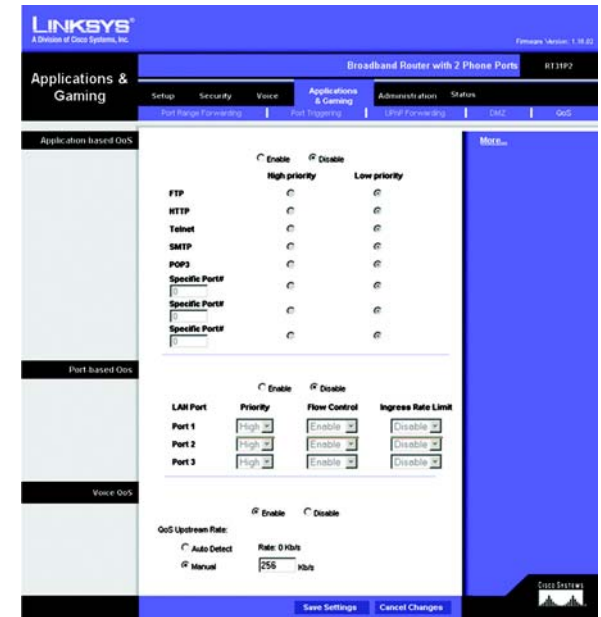 LINKSYS®
A Division of Cisco Systems, Inc.
Firmware Version: 1.10.02
Broadband Router with 2 Phone Ports RT31P2
Applications & Gaming
Setup Security Voice Applications & Gaming Administration Status
Port Range Forwarding | Port Triggering | UPnP Forwarding | DMZ | QoS
Application based QoS
More...
Enable Disable
High priority Low priority
FTP
HTTP
Telnet
SMTP
POP3
Specific Port#
0
Specific Port#
0
Specific Port#
0
Port based Qos
Enable Disable
LAN Port Priority Flow Control Ingress Rate Limit
Port 1 High Enable Disable
Port 2 High Enable Disable
Port 3 High Enable Disable
Voice QoS
Enable Disable
QoS Upstream Rate:
Auto Detect Rate: 0 Kb/s
Manual 256 Kb/s
Save Settings Cancel Changes
Cisco Systems